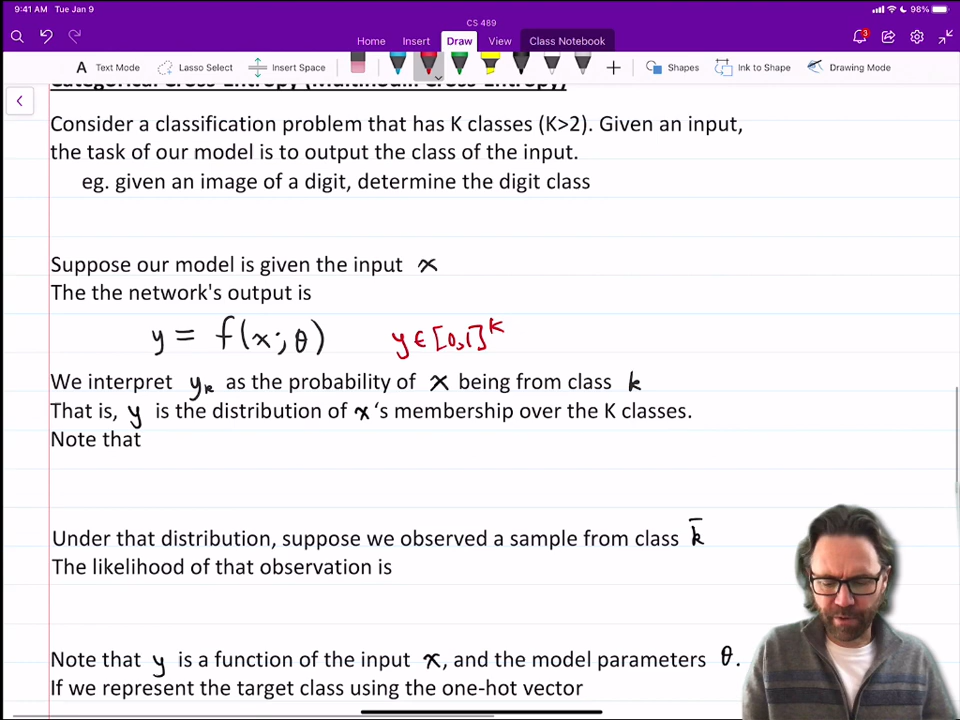 9:41 AM Tue Jan 9
98%
CS 489
Home Insert Draw View Class Notebook
3
A Text Mode Lasso Select Insert Space Shapes Ink to Shape Drawing Mode
Categorical Cross-Entropy (Multinoulli Cross-Entropy)
Consider a classification problem that has K classes (K>2). Given an input,
the task of our model is to output the class of the input.
eg. given an image of a digit, determine the digit class
Suppose our model is given the input x
The the network's output is
y = f(x; θ) y ∈ [0,1]^K
We interpret y_k as the probability of x being from class k
That is, y is the distribution of x 's membership over the K classes.
Note that
Under that distribution, suppose we observed a sample from class k̄
The likelihood of that observation is
Note that y is a function of the input x, and the model parameters θ.
If we represent the target class using the one-hot vector